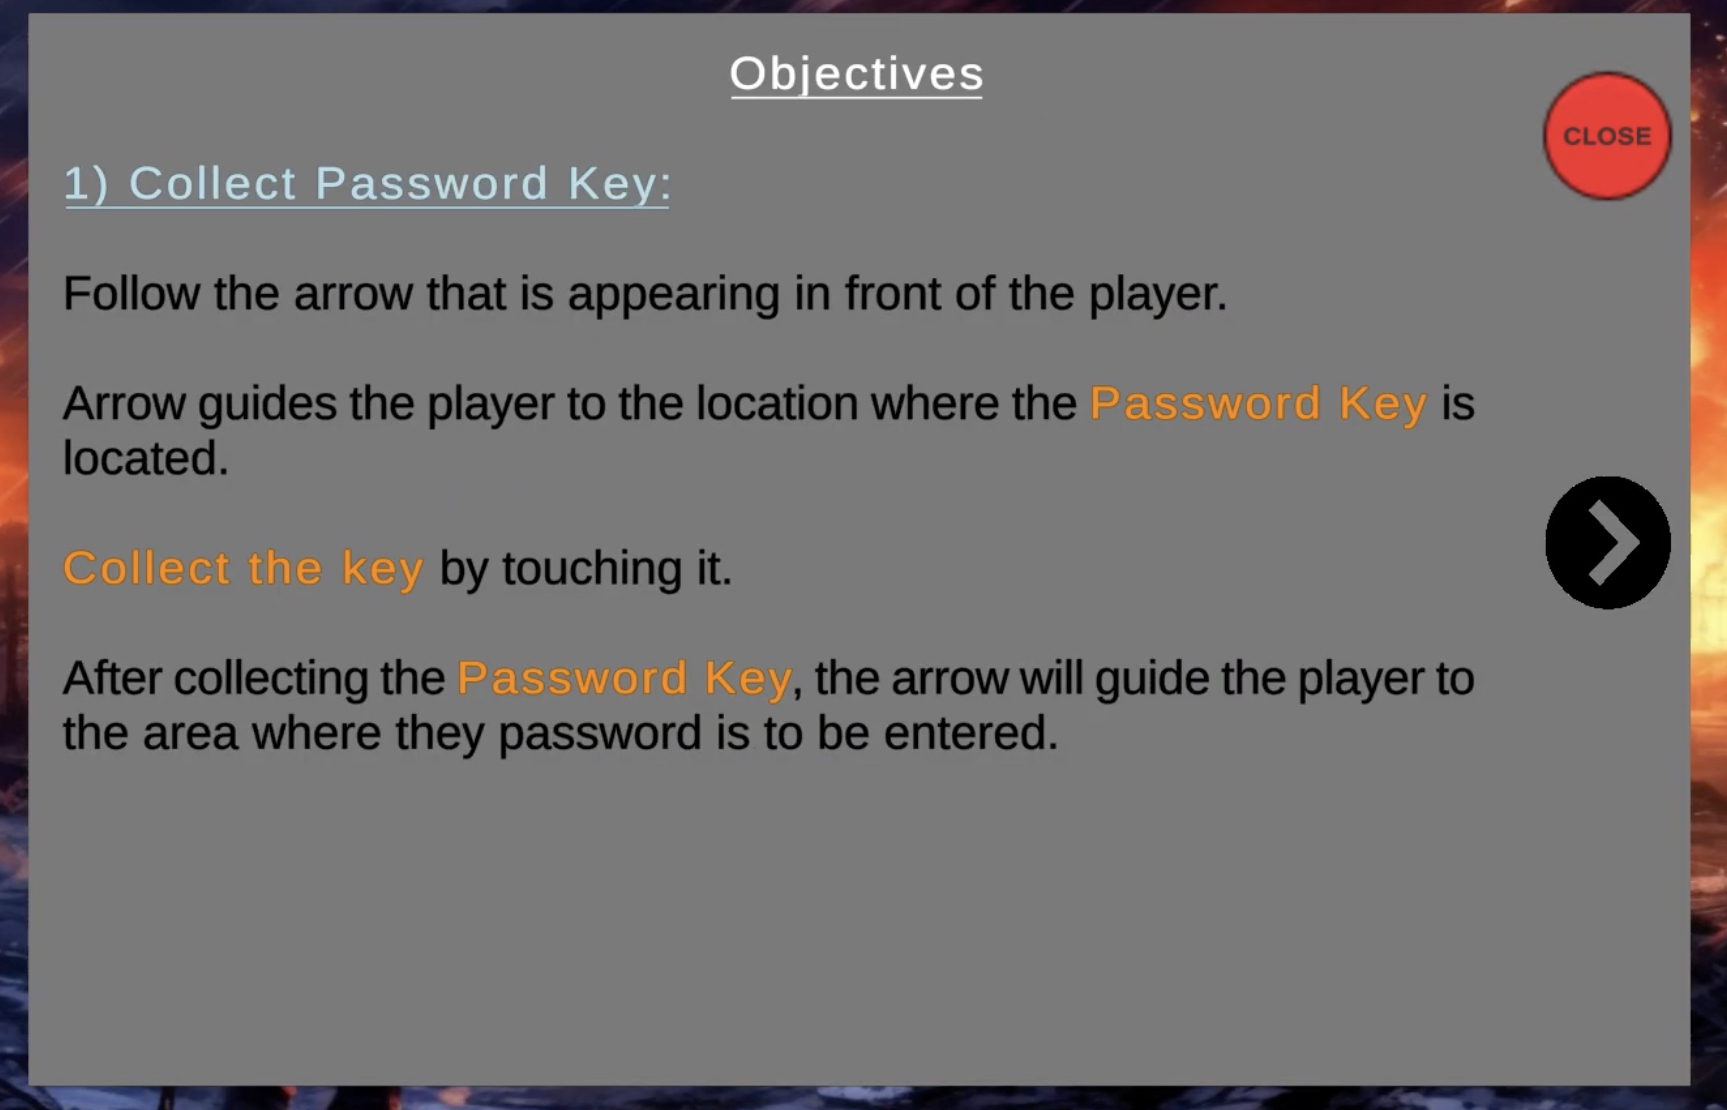 Objectives
CLOSE
1) Collect Password Key:
Follow the arrow that is appearing in front of the player.
Arrow guides the player to the location where the Password Key is
located.
Collect the key by touching it.
After collecting the Password Key, the arrow will guide the player to
the area where they password is to be entered.